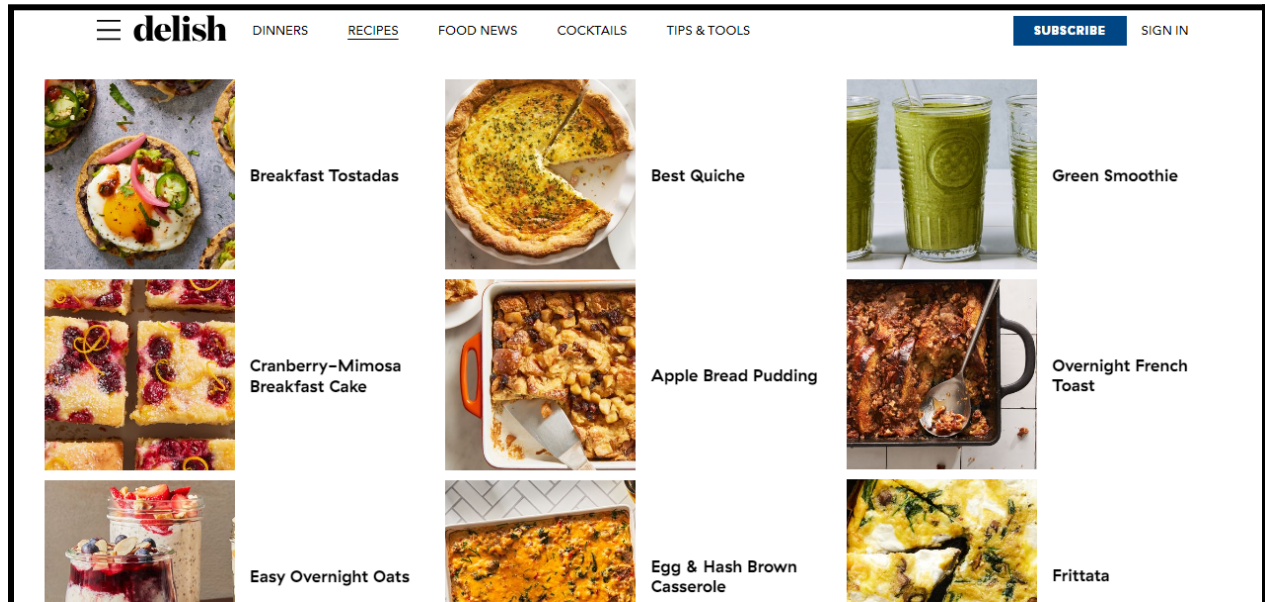 delish DINNERS RECIPES FOOD NEWS COCKTAILS TIPS & TOOLS SUBSCRIBE SIGN IN
Breakfast Tostadas
Best Quiche
Green Smoothie
Cranberry-Mimosa
Breakfast Cake
Apple Bread Pudding
Overnight French
Toast
Easy Overnight Oats
Egg & Hash Brown
Casserole
Frittata